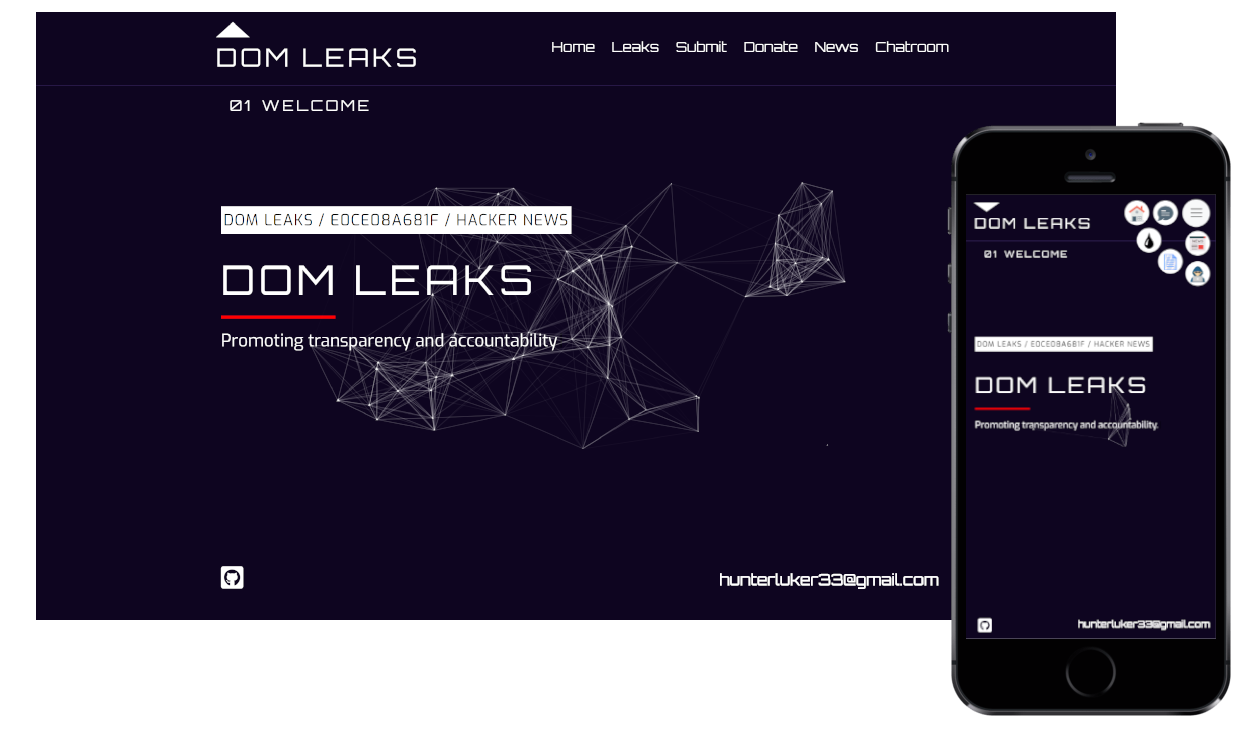 DOM LEAKS
Home Leaks Submit Donate News Chatroom
01 WELCOME
DOM LEAKS / E0CE08A681F / HACKER NEWS
DOM LEAKS
Promoting transparency and accountability
hunterluker33@gmail.com
DOM LEAKS
01 WELCOME
DOM LEAKS / E0CE08A681F / HACKER NEWS
DOM LEAKS
Promoting transparency and accountability.
hunterluker33@gmail.com